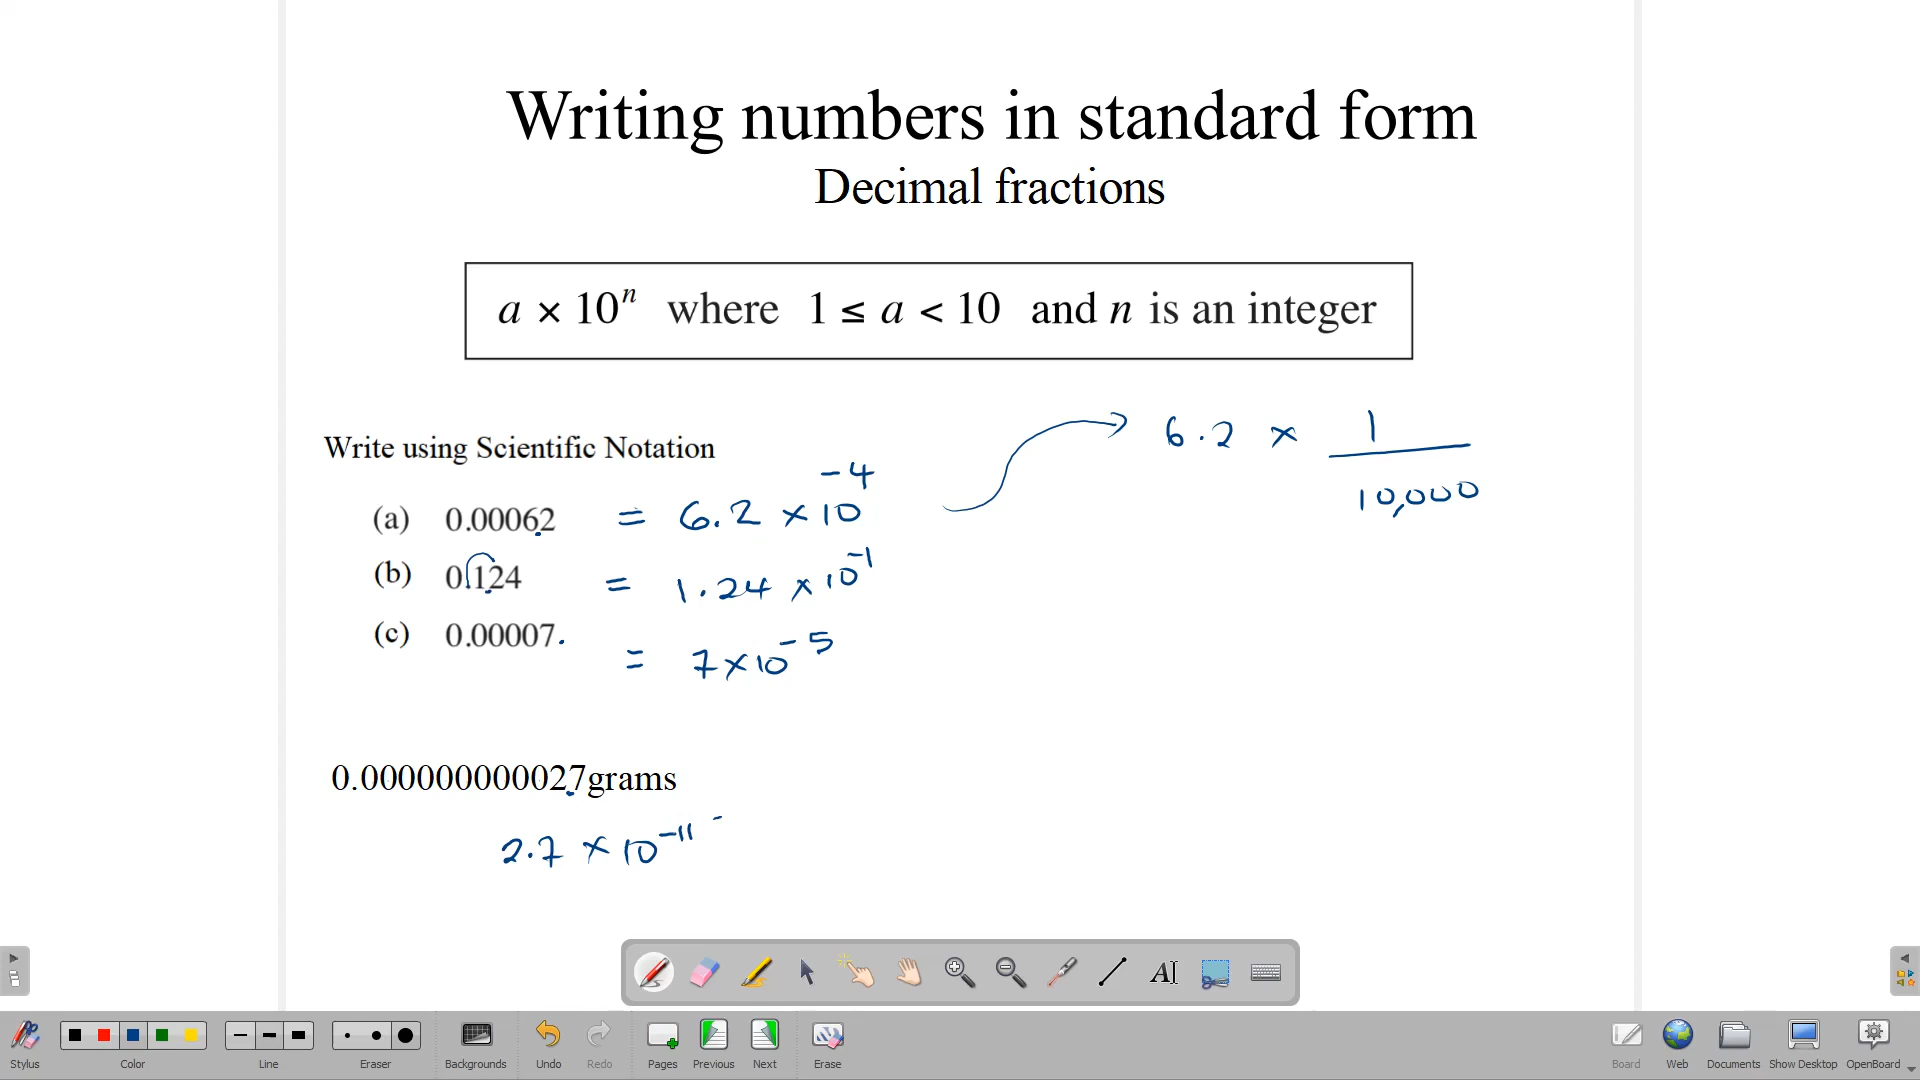 Writing numbers in standard form
Decimal fractions
a × 10ⁿ where 1 ≤ a < 10 and n is an integer
Write using Scientific Notation
6.2 × 1/10,000
(a) 0.00062 = 6.2 × 10⁻⁴
(b) 0.124 = 1.24 × 10⁻¹
(c) 0.00007. = 7 × 10⁻⁵
0.000000000027grams
2.7 × 10⁻¹¹
Stylus Color Line Eraser Backgrounds Undo Redo Pages Previous Next Erase Board Web Documents Show Desktop OpenBoard